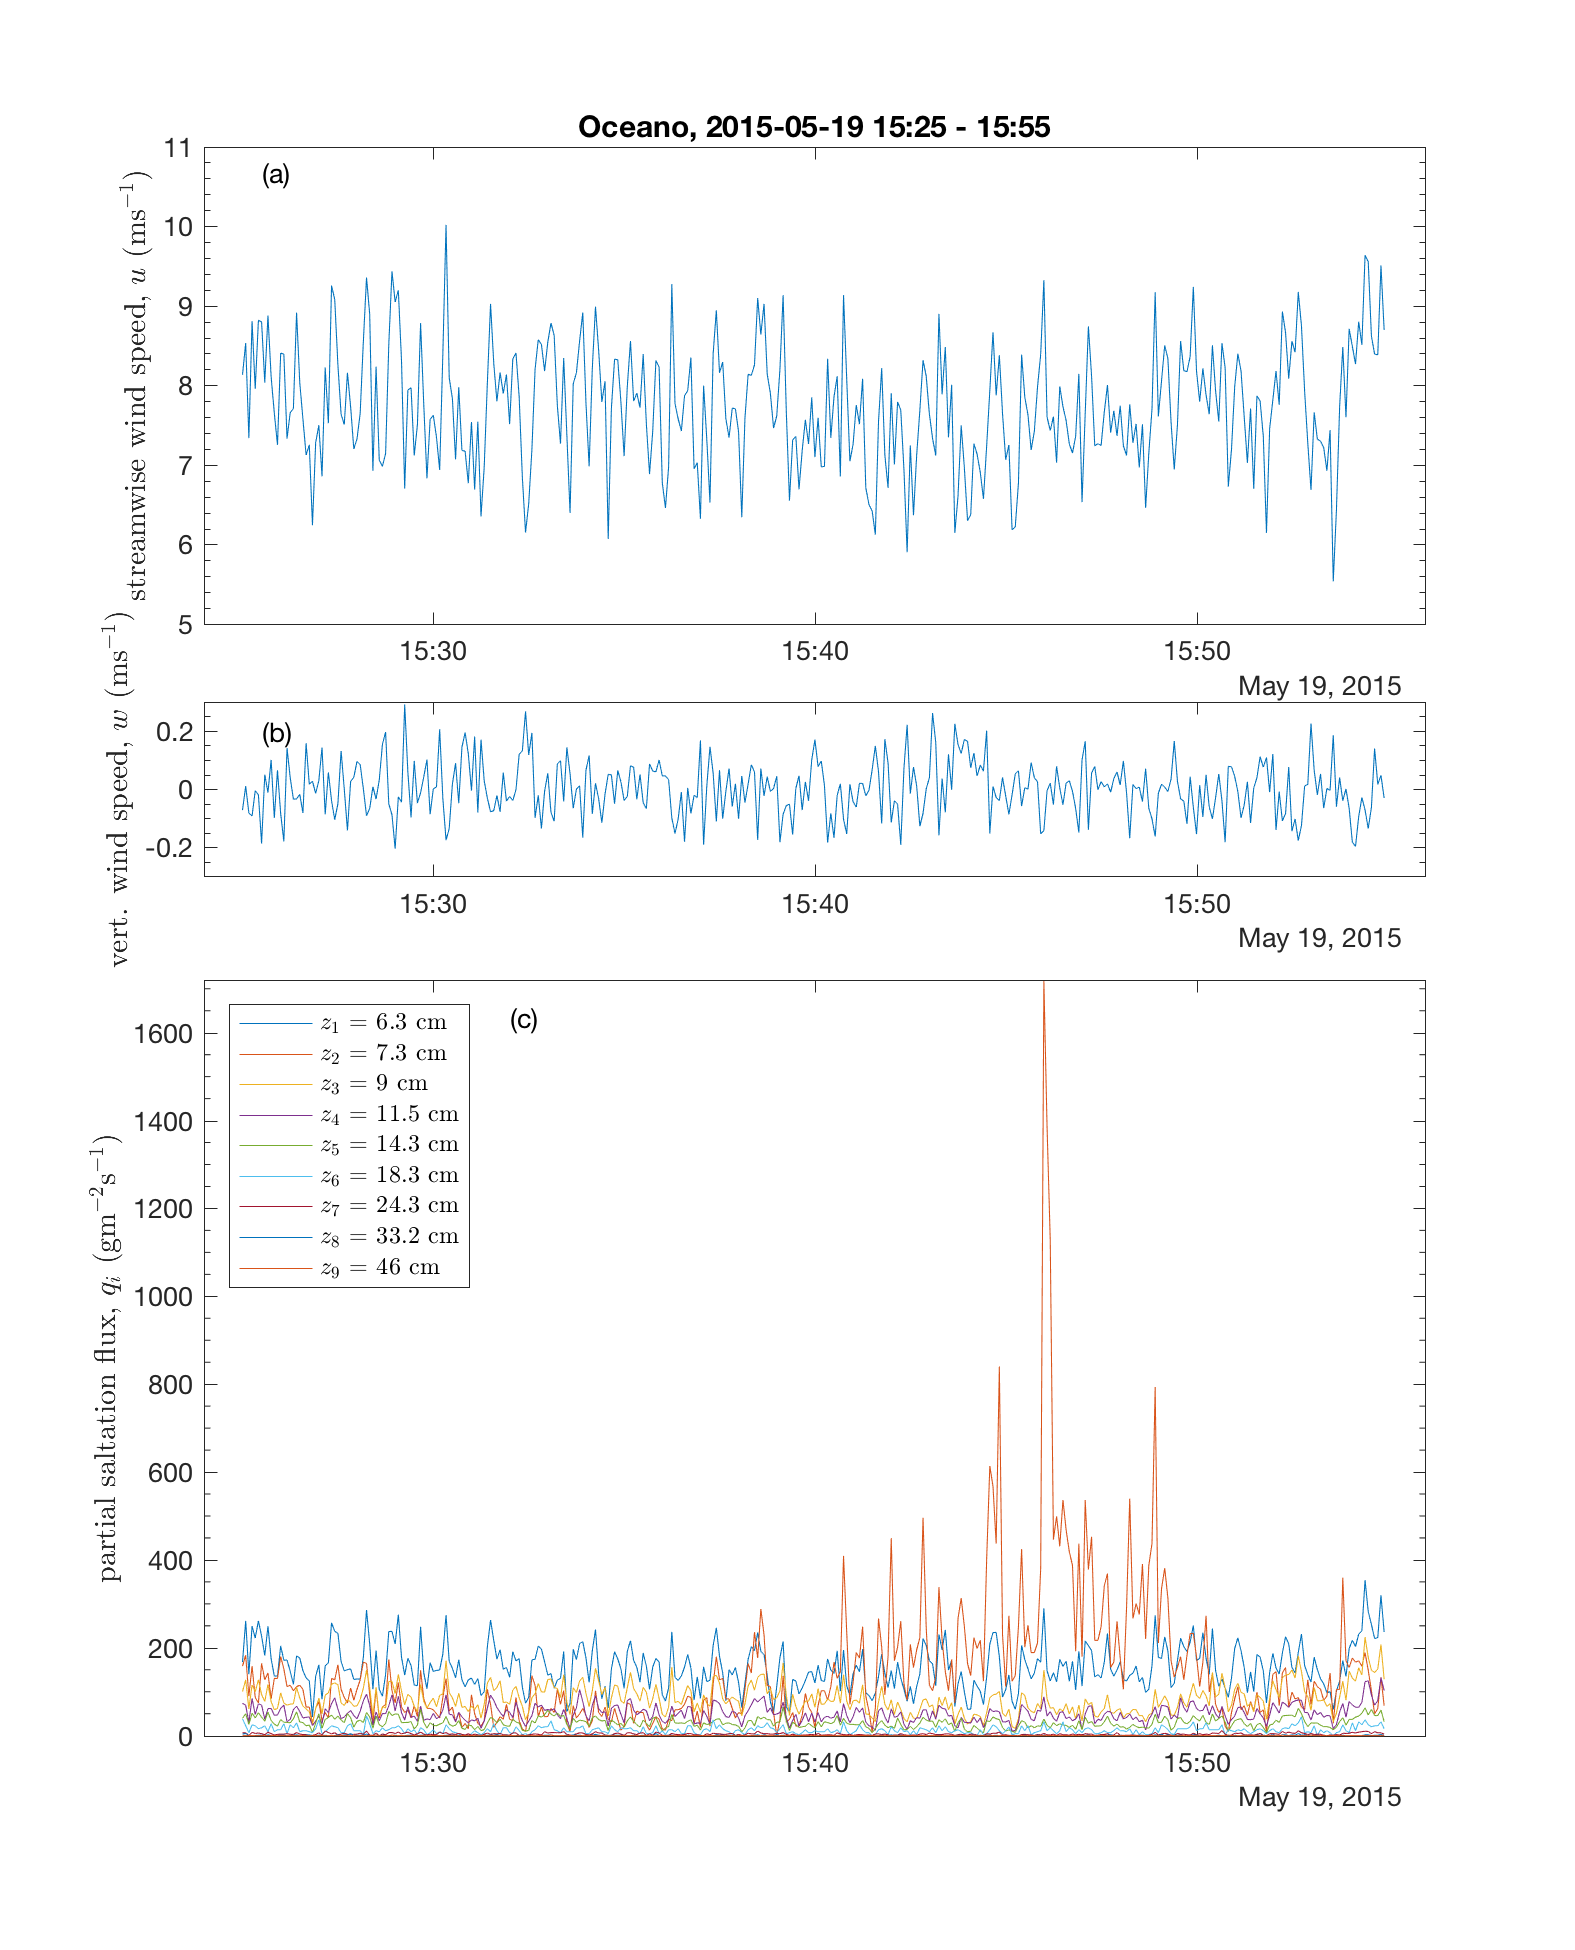 Oceano, 2015-05-19 15:25 - 15:55
(a)
streamwise wind speed, u (ms⁻¹)
11
10
9
8
7
6
5
15:30 15:40 15:50
May 19, 2015
(b)
vert. wind speed, w (ms⁻¹)
0.2
0
-0.2
15:30 15:40 15:50
May 19, 2015
(c)
partial saltation flux, qᵢ (gm⁻²s⁻¹)
1600
1400
1200
1000
800
600
400
200
0
z₁ = 6.3 cm
z₂ = 7.3 cm
z₃ = 9 cm
z₄ = 11.5 cm
z₅ = 14.3 cm
z₆ = 18.3 cm
z₇ = 24.3 cm
z₈ = 33.2 cm
z₉ = 46 cm
15:30 15:40 15:50
May 19, 2015